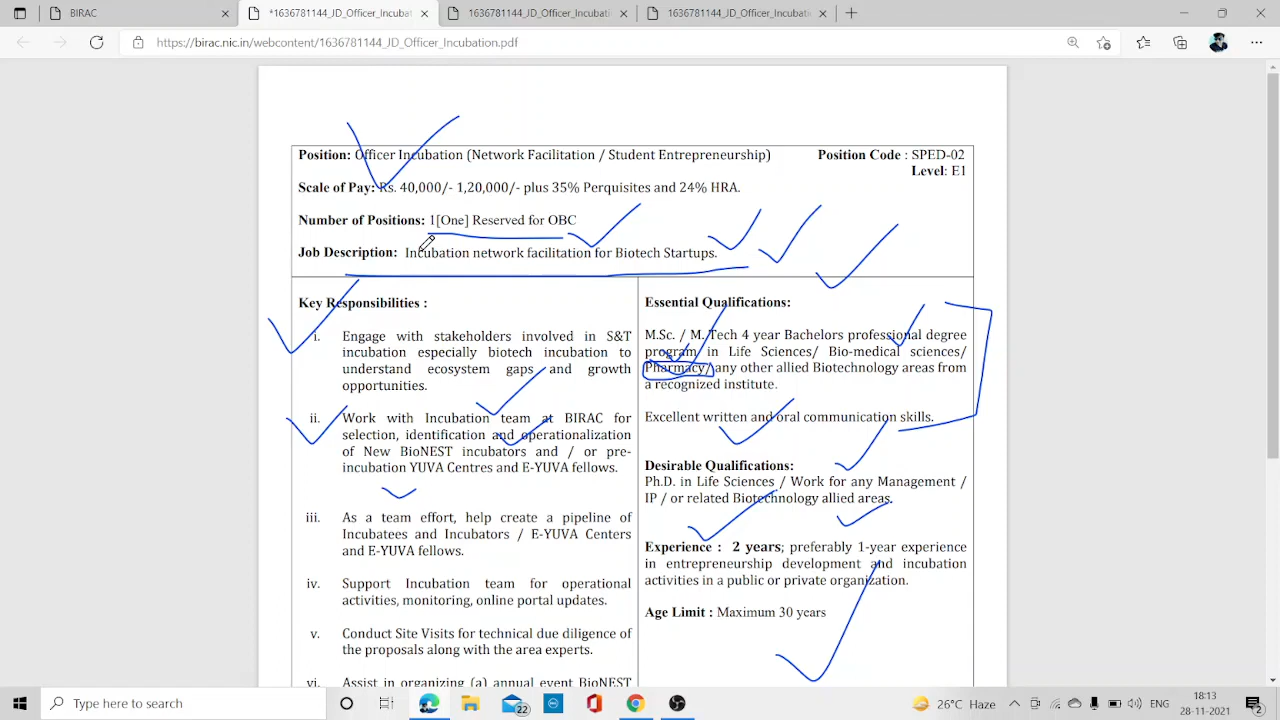 BIRAC
*1636781144_JD_Officer_Incubat
1636781144_JD_Officer_Incubati
1636781144_JD_Officer_Incubatio
https://birac.nic.in/webcontent/1636781144_JD_Officer_Incubation.pdf
Position: Officer Incubation (Network Facilitation / Student Entrepreneurship) Position Code : SPED-02
Level: E1
Scale of Pay: Rs. 40,000/- 1,20,000/- plus 35% Perquisites and 24% HRA.
Number of Positions: 1[One] Reserved for OBC
Job Description: Incubation network facilitation for Biotech Startups.
Key Responsibilities :
i. Engage with stakeholders involved in S&T
incubation especially biotech incubation to
understand ecosystem gaps and growth
opportunities.
ii. Work with Incubation team at BIRAC for
selection, identification and operationalization
of New BioNEST incubators and / or pre-
incubation YUVA Centres and E-YUVA fellows.
iii. As a team effort, help create a pipeline of
Incubatees and Incubators / E-YUVA Centers
and E-YUVA fellows.
iv. Support Incubation team for operational
activities, monitoring, online portal updates.
v. Conduct Site Visits for technical due diligence of
the proposals along with the area experts.
vi. Assist in organizing (a) annual event BioNEST
Essential Qualifications:
M.Sc. / M. Tech 4 year Bachelors professional degree
program in Life Sciences/ Bio-medical sciences/
Pharmacy/ any other allied Biotechnology areas from
a recognized institute.
Excellent written and oral communication skills.
Desirable Qualifications:
Ph.D. in Life Sciences / Work for any Management /
IP / or related Biotechnology allied areas.
Experience : 2 years; preferably 1-year experience
in entrepreneurship development and incubation
activities in a public or private organization.
Age Limit : Maximum 30 years
Type here to search
22
26°C Haze
18:13
28-11-2021
2